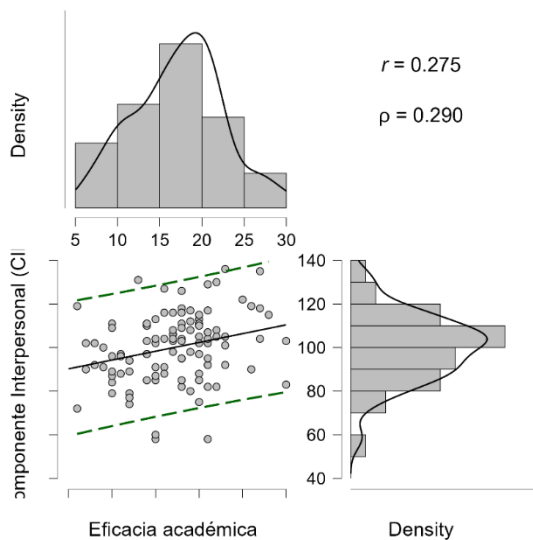 Density
r = 0.275
ρ = 0.290
5 10 15 20 25 30
omponente Interpersonal (CI
140
120
100
80
60
40
Eficacia académica
Density